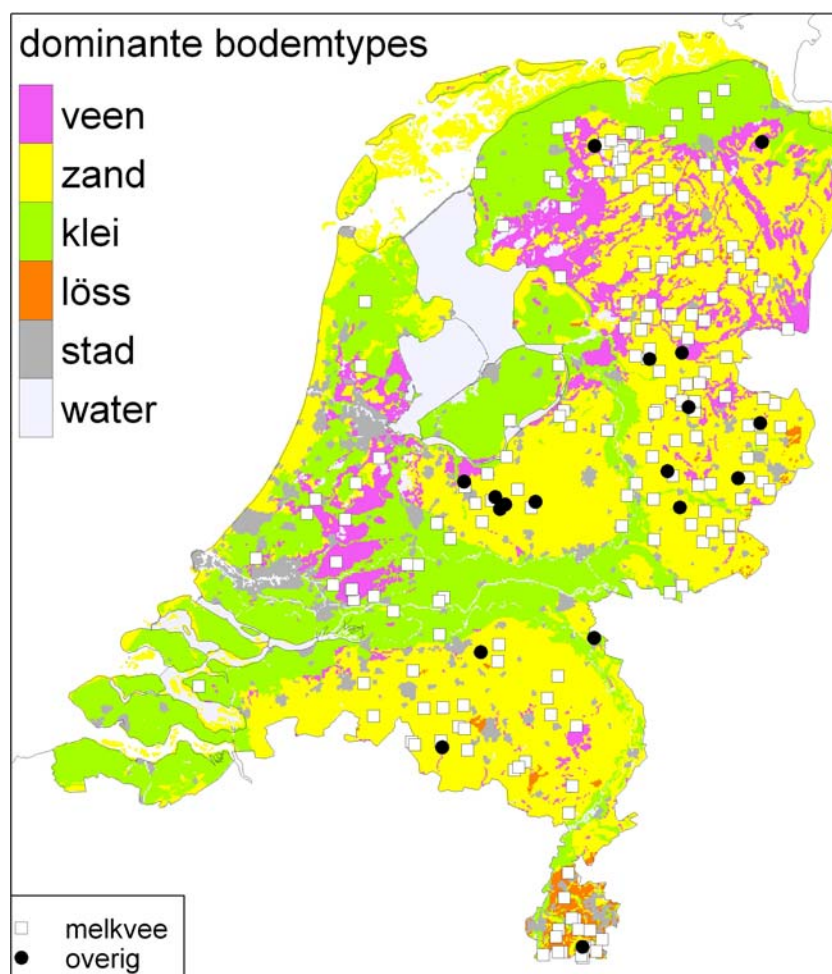 dominante bodemtypes
veen
zand
klei
löss
stad
water
melkvee
overig